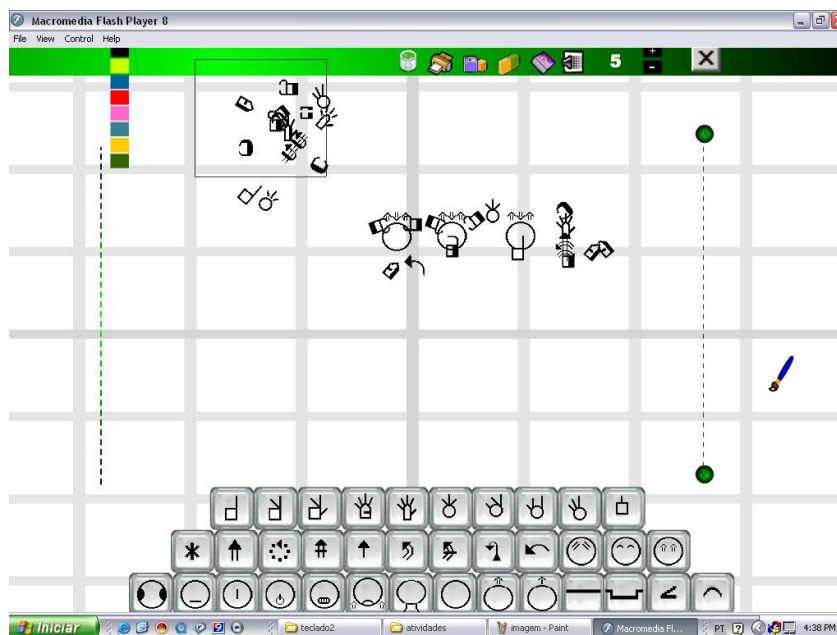 Macromedia Flash Player 8
File View Control Help
5
+
-
X
Iniciar
teclado2
atividades
imagem - Paint
Macromedia Fl...
PT
?
4:38 PM